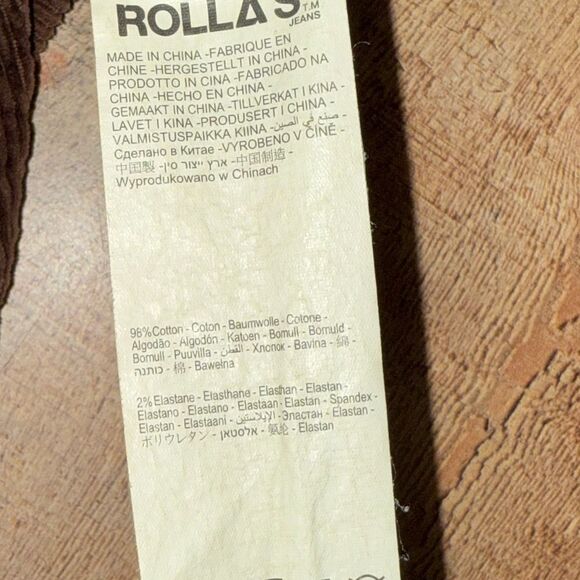 ROLLA'S T.M
JEANS
MADE IN CHINA -FABRIQUE EN
CHINE -HERGESTELLT IN CHINA -
PRODOTTO IN CINA -FABRICADO NA
CHINA -HECHO EN CHINA -
GEMAAKT IN CHINA -TILLVERKAT I KINA -
LAVET I KINA -PRODUSERT I CHINA -
VALMISTUSPAIKKA KIINA -صنع في الصين -
Сделано в Китае -VYROBENO V ČÍNĚ -
中国製 -ארץ ייצור סין -中国制造 -
Wyprodukowano w Chinach
98%Cotton - Coton - Baumwolle - Cotone -
Algodão - Algodón - Katoen - Bomull - Bomuld -
Bomull - Puuvilla - القطن - Хлопок - Bavlna - 綿 -
כותנה - 棉 - Bawełna
2% Elastane - Elasthane - Elasthan - Elastan -
Elastano - Elastano - Elastaan - Elastan - Spandex -
Elastan - Elastaani - الإيلاستين - Эластан - Elastan -
ポリウレタン - אלסטאן - 氨纶 - Elastan